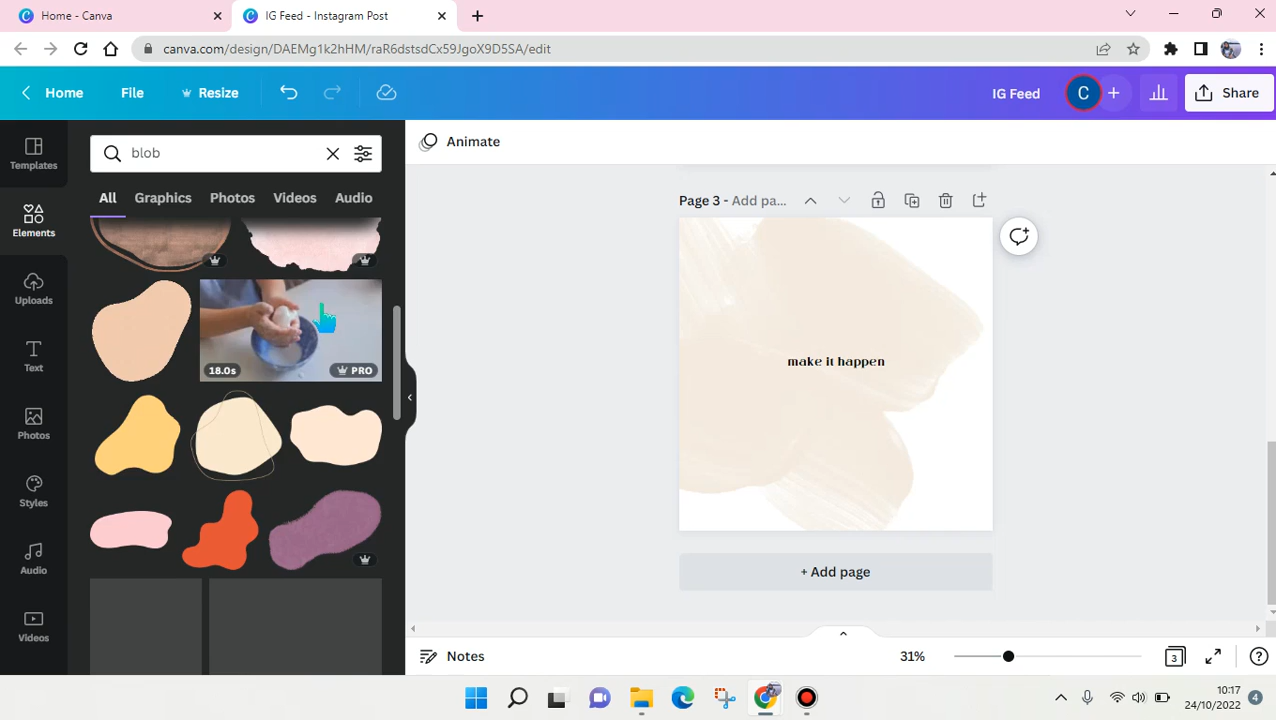 Home - Canva
IG Feed - Instagram Post
canva.com/design/DAEMg1k2hHM/raR6dstsdCx59JgoX9D5SA/edit
Home
File
Resize
IG Feed
C
Share
Templates
Elements
Uploads
Text
Photos
Styles
Audio
Videos
blob
All
Graphics
Photos
Videos
Audio
18.0s
PRO
Animate
Page 3 - Add pa...
make it happen
+ Add page
Notes
31%
3
10:17
24/10/2022
4